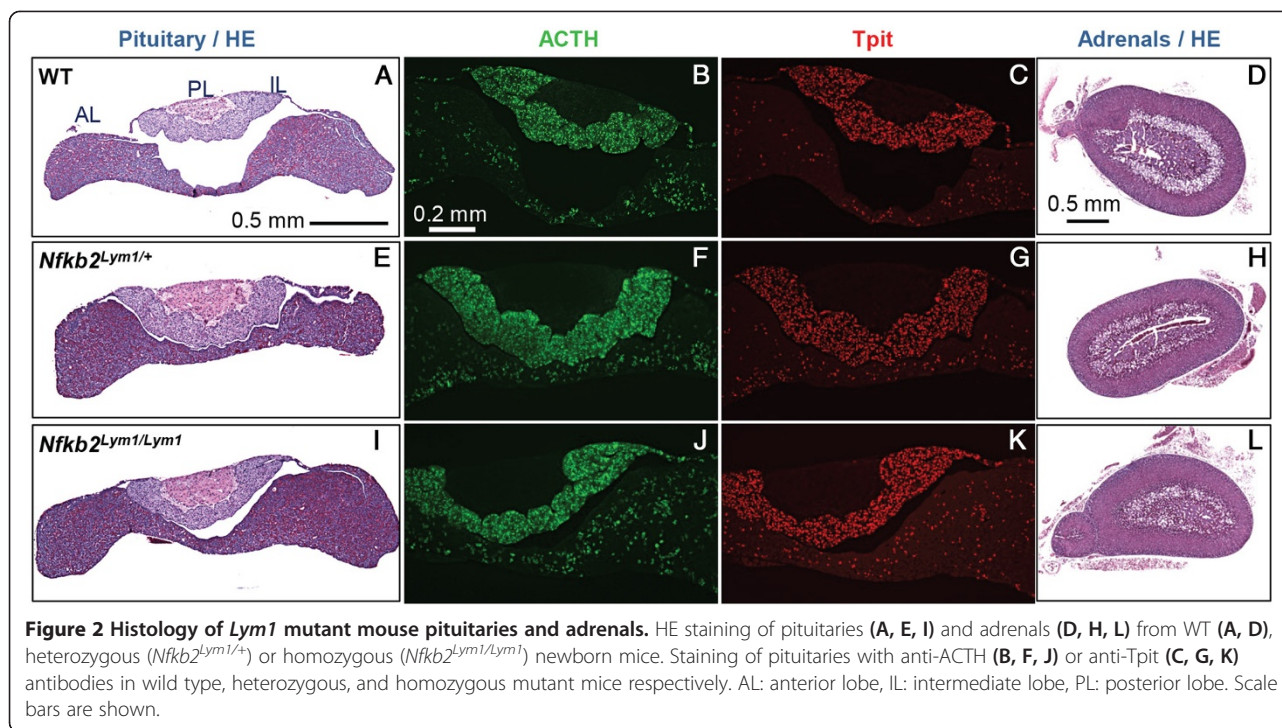 Pituitary / HE ACTH Tpit Adrenals / HE
WT A B C D
PL IL
AL
0.5 mm 0.2 mm 0.4 mm
Nfkb2Lym1/+ E F G H
Nfkb2Lym1/Lym1 I J K L
Figure 2 Histology of Lym1 mutant mouse pituitaries and adrenals. HE staining of pituitaries (A, E, I) and adrenals (D, H, L) from WT (A, D),
heterozygous (Nfkb2Lym1/+) or homozygous (Nfkb2Lym1/Lym1) newborn mice. Staining of pituitaries with anti-ACTH (B, F, J) or anti-Tpit (C, G, K)
antibodies in wild type, heterozygous, and homozygous mutant mice respectively. AL: anterior lobe, IL: intermediate lobe, PL: posterior lobe. Scale
bars are shown.